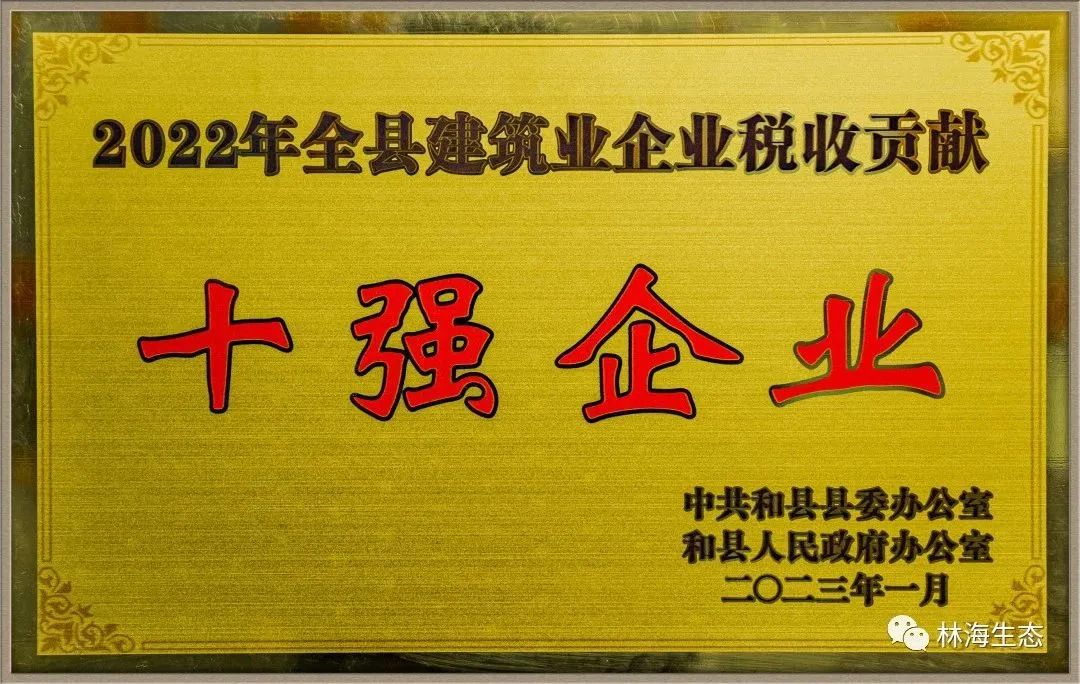 2022年全县建筑业企业税收贡献
十强企业
中共和县县委办公室
和县人民政府办公室
二〇二三年一月
林海生态